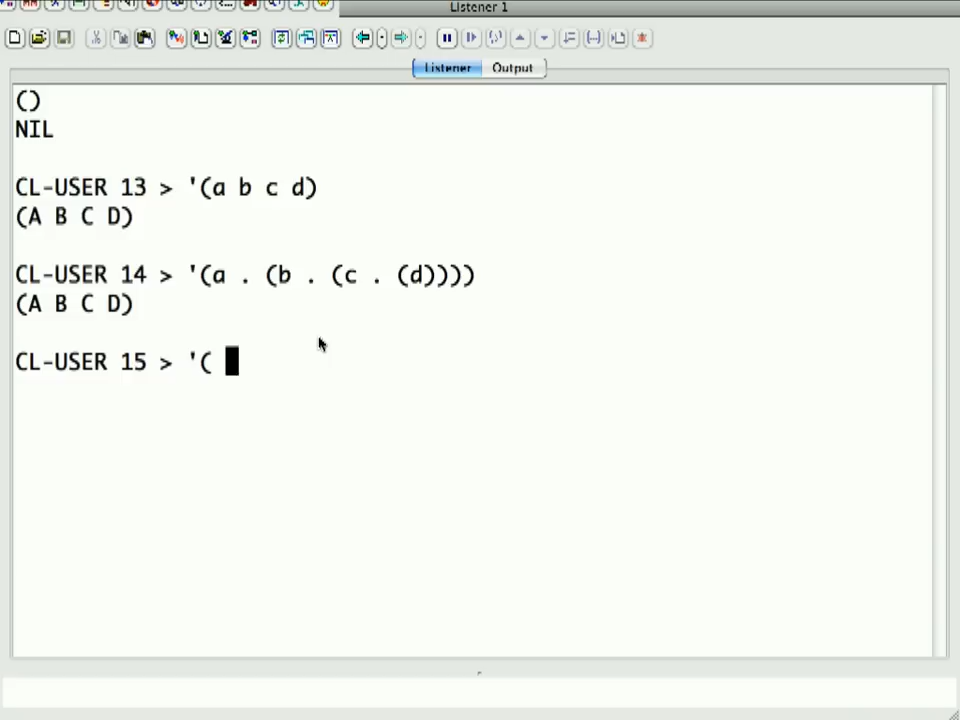 Listener 1
Listener Output
()
NIL
CL-USER 13 > '(a b c d)
(A B C D)
CL-USER 14 > '(a . (b . (c . (d))))
(A B C D)
CL-USER 15 > '(